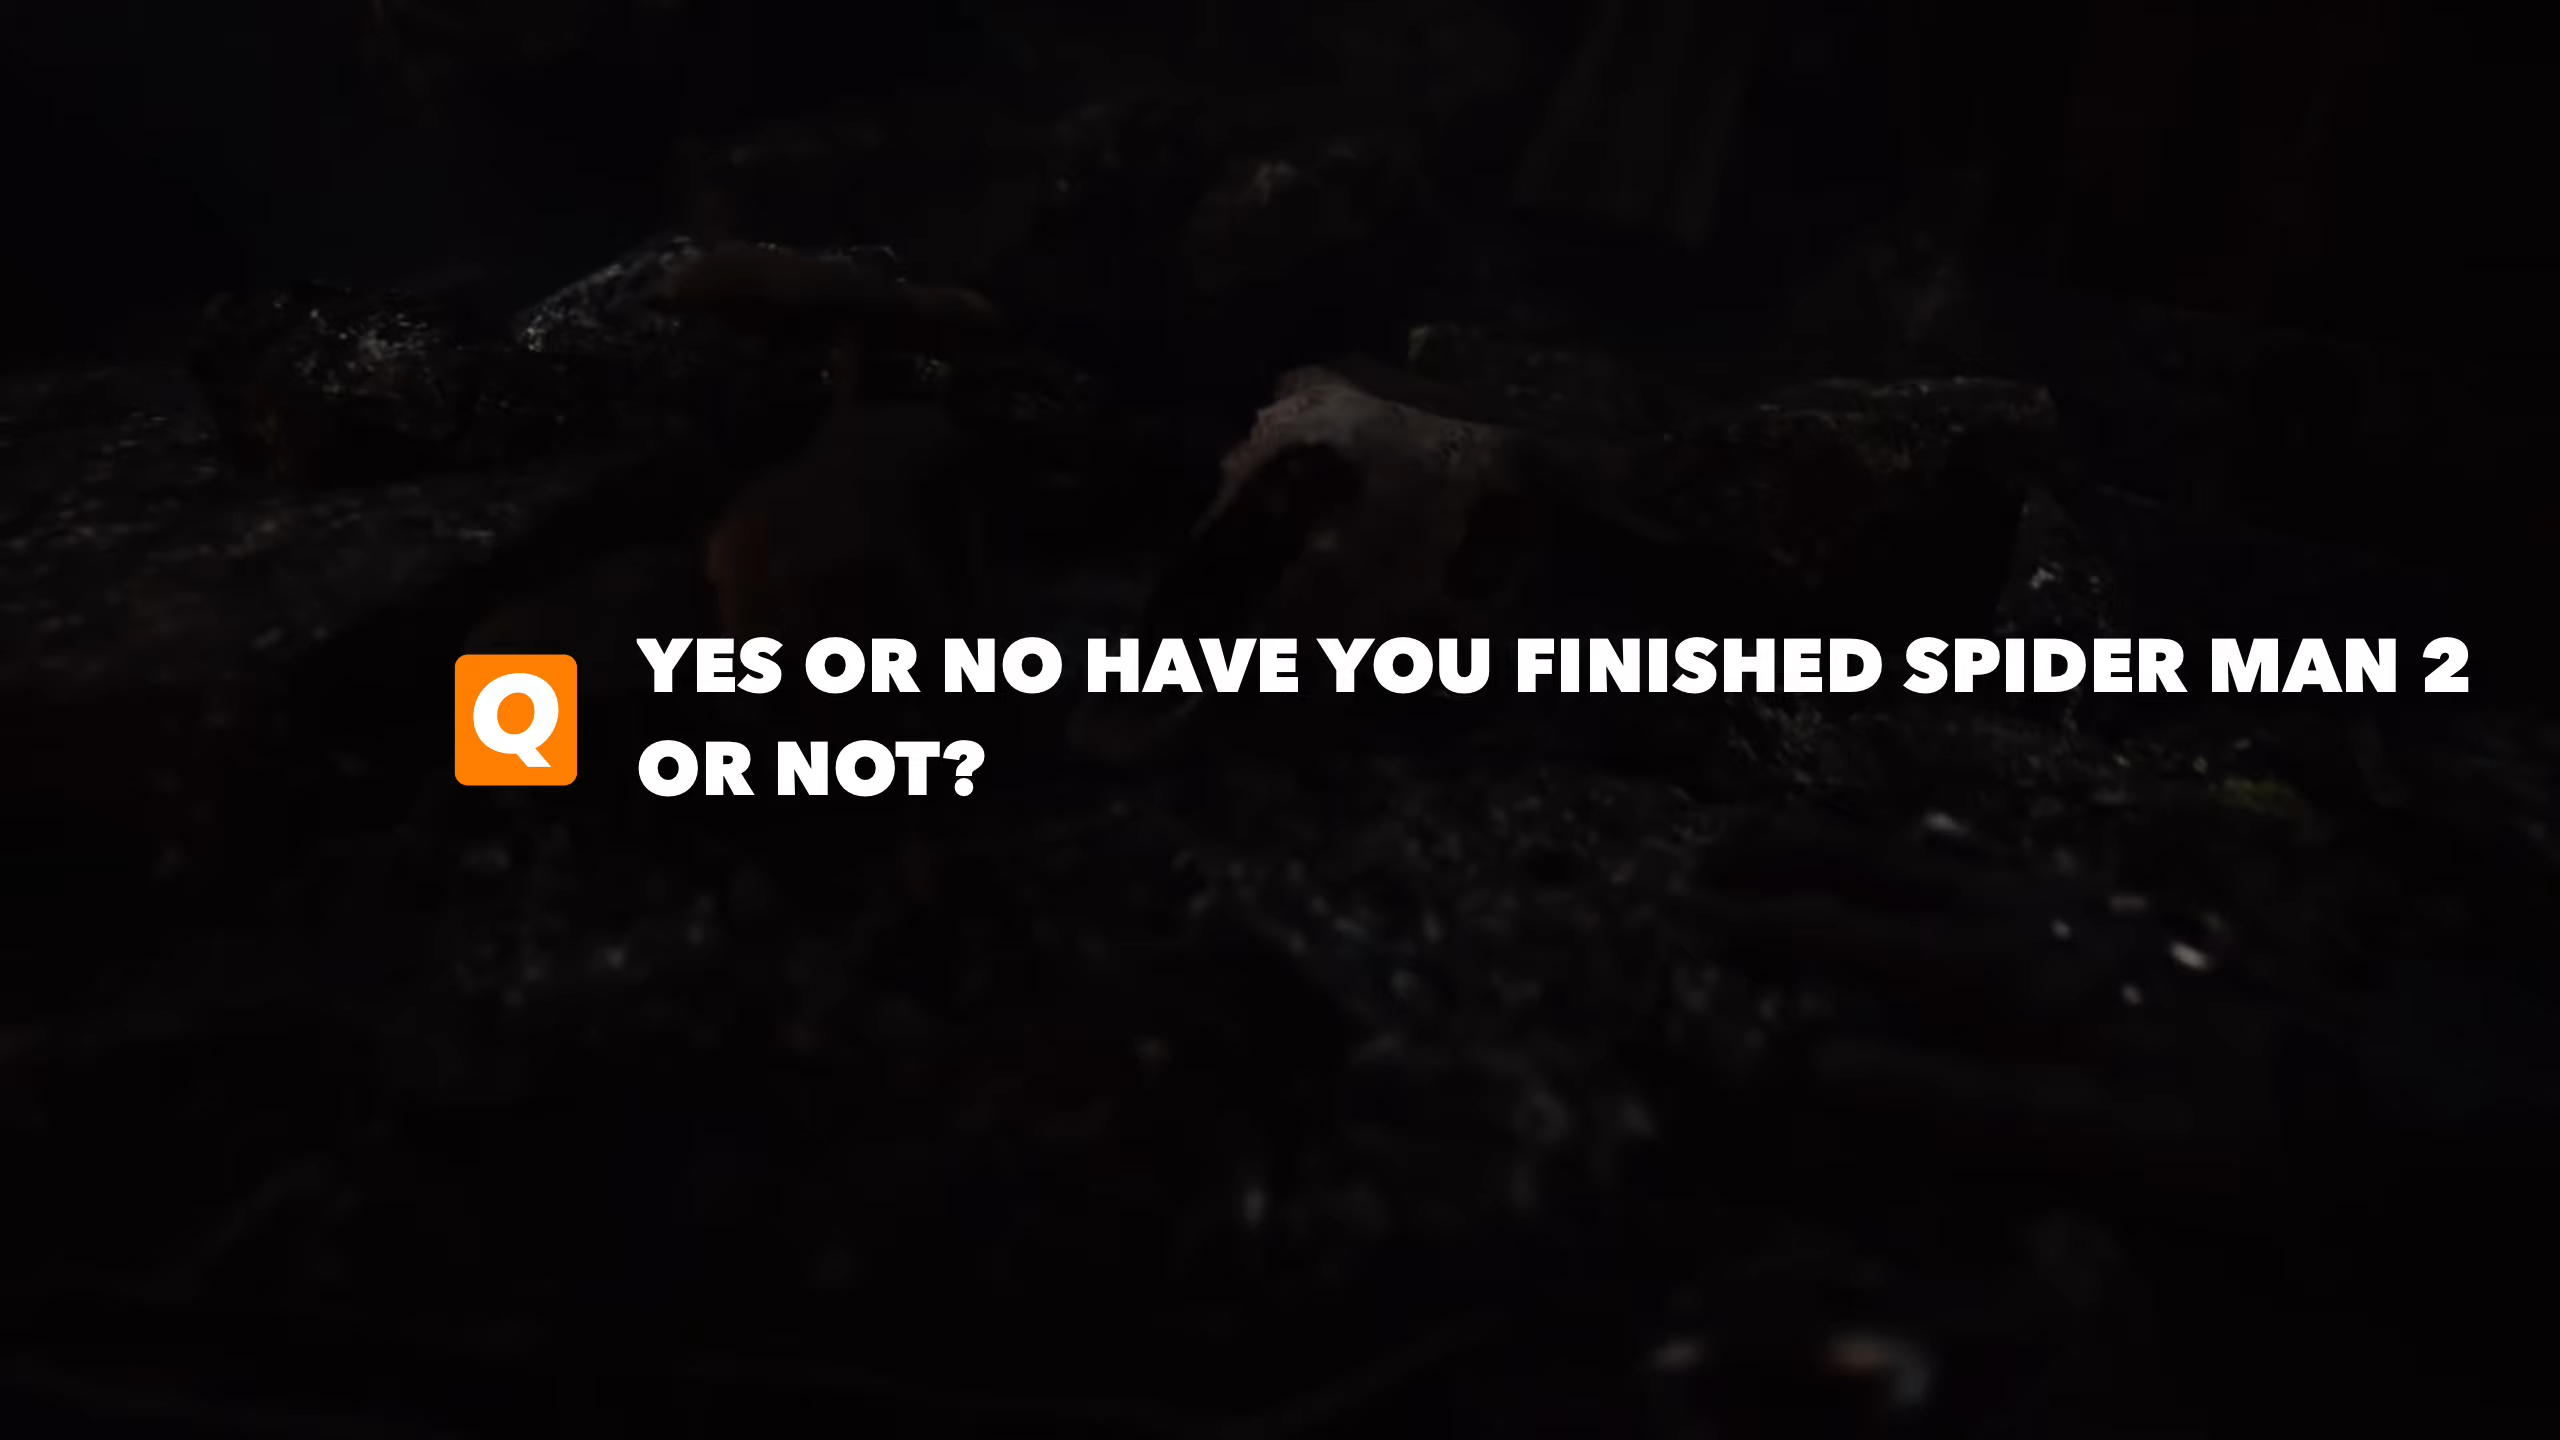 Q
YES OR NO HAVE YOU FINISHED SPIDER MAN 2
OR NOT?